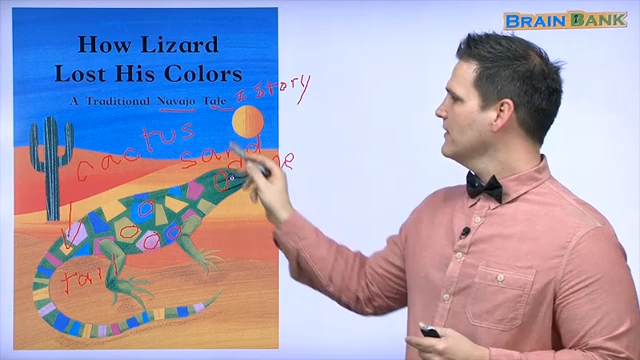 BRAIN BANK
How Lizard
Lost His Colors
A Traditional Navajo Tale = story
cactus
sand
tail